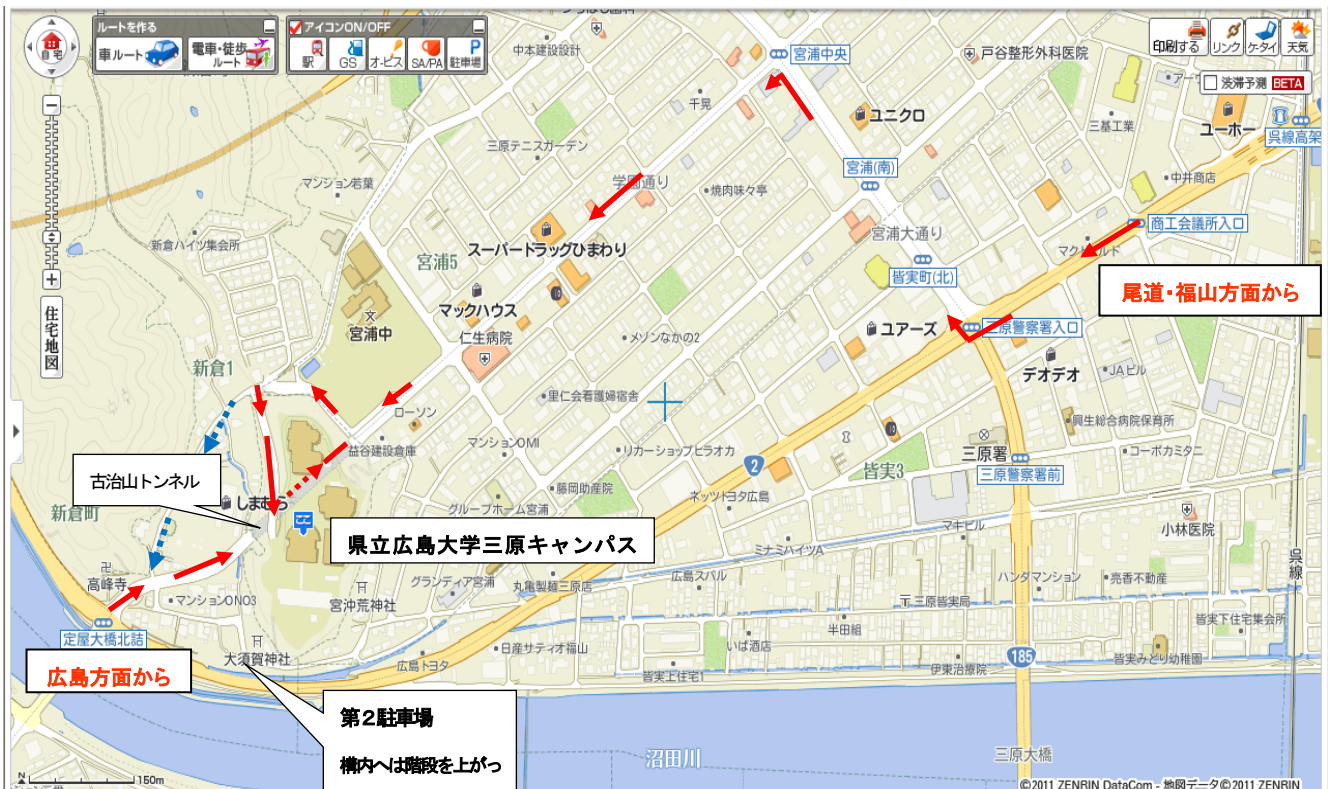 ルートを作る
車ルート
電車・徒歩
ルート
アイコンON/OFF
駅
GS
オービス
SA/PA
駐車場
P
自宅
印刷する
リンク
ケータイ
天気
渋滞予測 BETA
中本建設設計
宮浦中央
戸谷整形外科医院
千晃
ユニクロ
三基工業
ユーホー
呉線高架
三原テニスガーデン
マンション若葉
学園通り
焼肉味々亭
宮浦(南)
中井商店
商工会議所入口
新倉ハイツ集会所
スーパードラッグひまわり
宮浦5
宮浦大通り
皆実町(北)
尾道・福山方面から
住宅地図
マックハウス
宮浦中
仁生病院
メゾンなかの2
ユアーズ
三原警察署入口
デオデオ
JAビル
新倉1
ローソン
里仁会看護婦宿舎
興生総合病院保育所
益谷建設倉庫
マンションOMI
リカーショップヒラオカ
2
皆実3
三原署
コーポカミタニ
三原警察署前
古治山トンネル
しまむら
藤岡助産院
ネッツトヨタ広島
新倉町
グループホーム宮浦
マキビル
小林医院
県立広島大学三原キャンパス
ミナミハイツA
呉線
高峰寺
マンションONO3
グランディア宮浦
丸亀製麺三原店
広島スバル
ハンダマンション
亮香不動産
宮沖荒神社
三原皆実局
定屋大橋北詰
半田組
皆実下住宅集会所
大須賀神社
広島トヨタ
日産サティオ福山
いば酒店
伊東治療院
185
皆実みどり幼稚園
広島方面から
皆実上住宅1
第2駐車場
構内へは階段を上がっ
沼田川
三原大橋
N
150m
©2011 ZENRIN DataCom - 地図データ©2011 ZENRIN